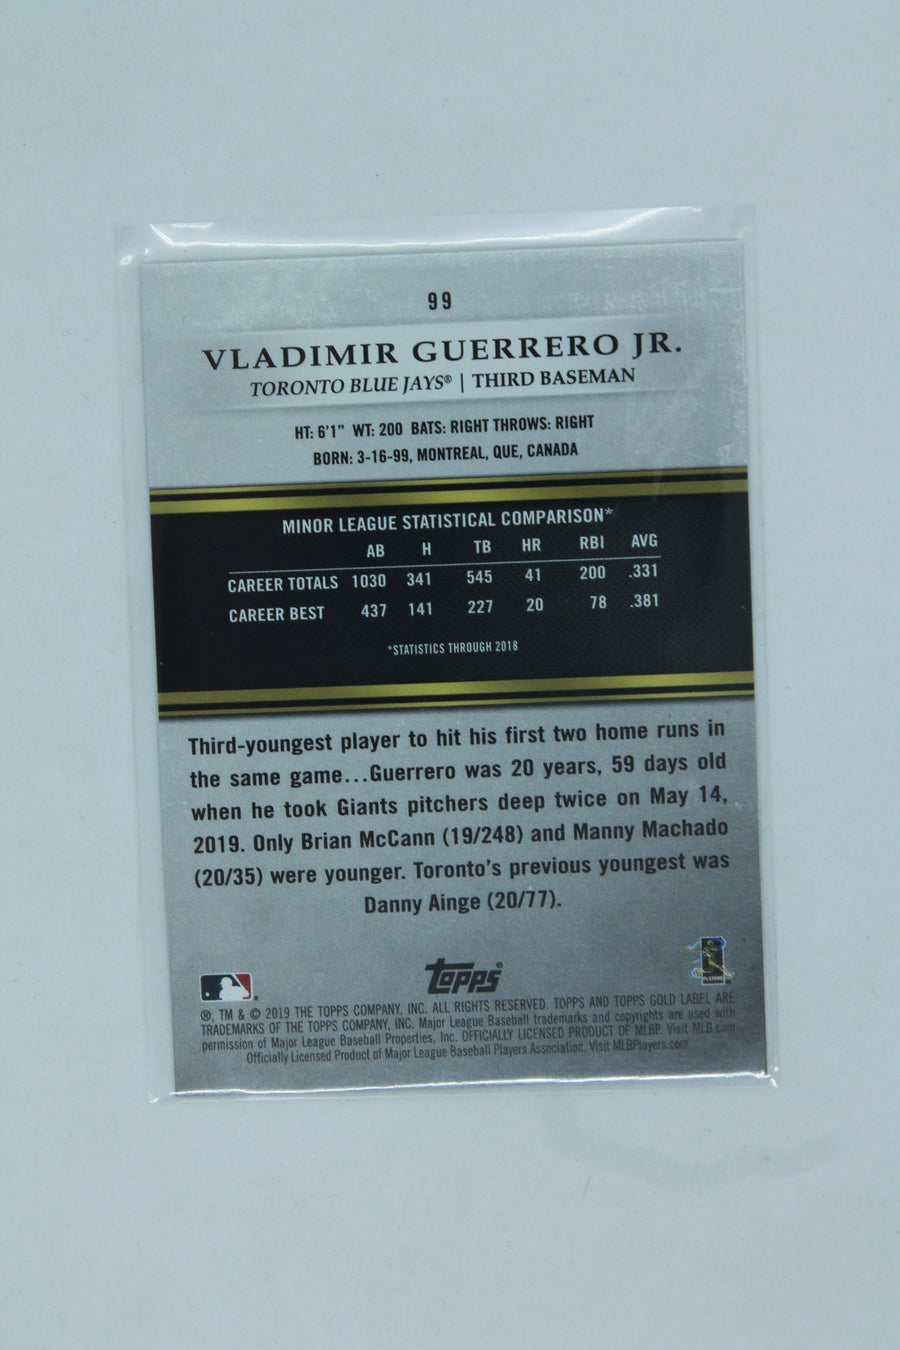 99
VLADIMIR GUERRERO JR.
TORONTO BLUE JAYS® | THIRD BASEMAN
HT: 6'1" WT: 200 BATS: RIGHT THROWS: RIGHT
BORN: 3-16-99, MONTREAL, QUE, CANADA
MINOR LEAGUE STATISTICAL COMPARISON*
AB H TB HR RBI AVG
CAREER TOTALS 1030 341 545 41 200 .331
CAREER BEST 437 141 227 20 78 .381
*STATISTICS THROUGH 2018
Third-youngest player to hit his first two home runs in
the same game...Guerrero was 20 years, 59 days old
when he took Giants pitchers deep twice on May 14,
2019. Only Brian McCann (19/248) and Manny Machado
(20/35) were younger. Toronto's previous youngest was
Danny Ainge (20/77).
Topps®
PLAYERS
®, TM & © 2019 THE TOPPS COMPANY, INC. ALL RIGHTS RESERVED. TOPPS AND TOPPS GOLD LABEL ARE
TRADEMARKS OF THE TOPPS COMPANY, INC. Major League Baseball trademarks and copyrights are used with
permission of Major League Baseball Properties, Inc. OFFICIALLY LICENSED PRODUCT OF MLBP. Visit MLB.com
Officially Licensed Product of Major League Baseball Players Association. Visit MLBPlayers.com